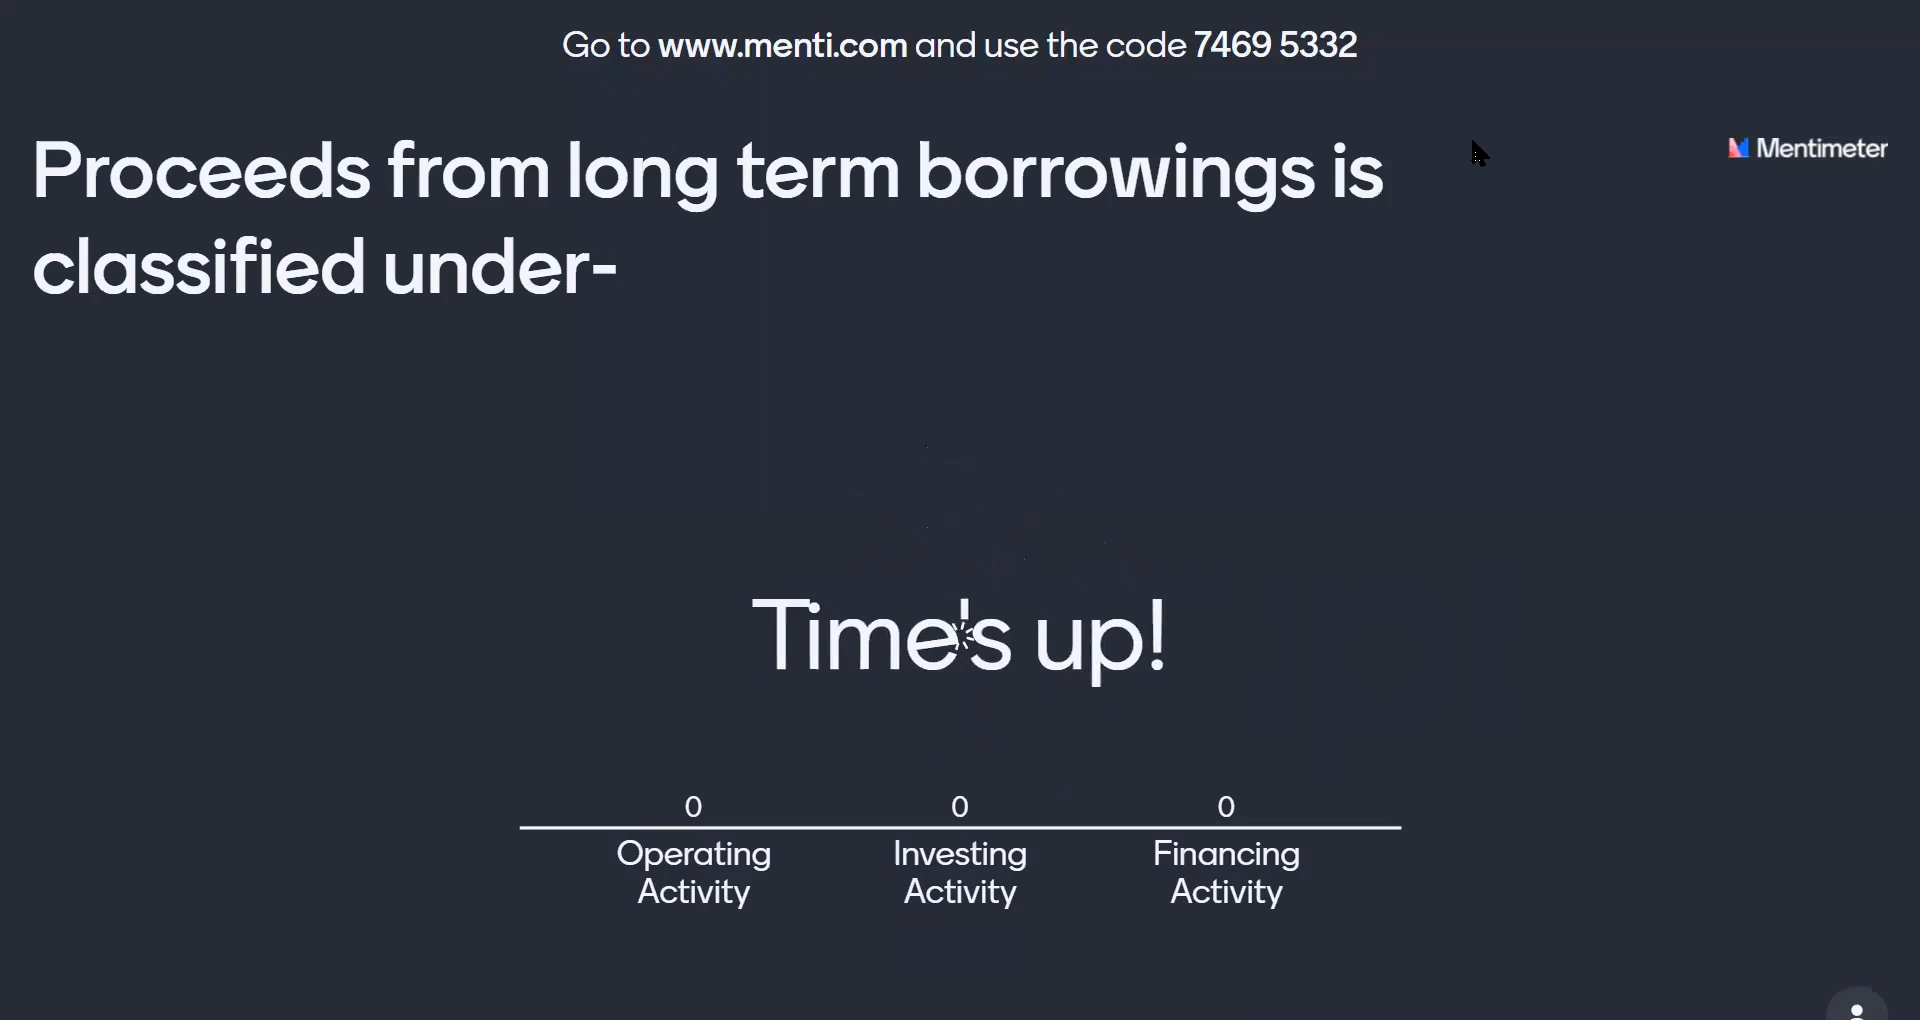 Go to www.menti.com and use the code 7469 5332
Mentimeter
Proceeds from long term borrowings is
classified under-
Time's up!
0 0 0
Operating Investing Financing
Activity Activity Activity